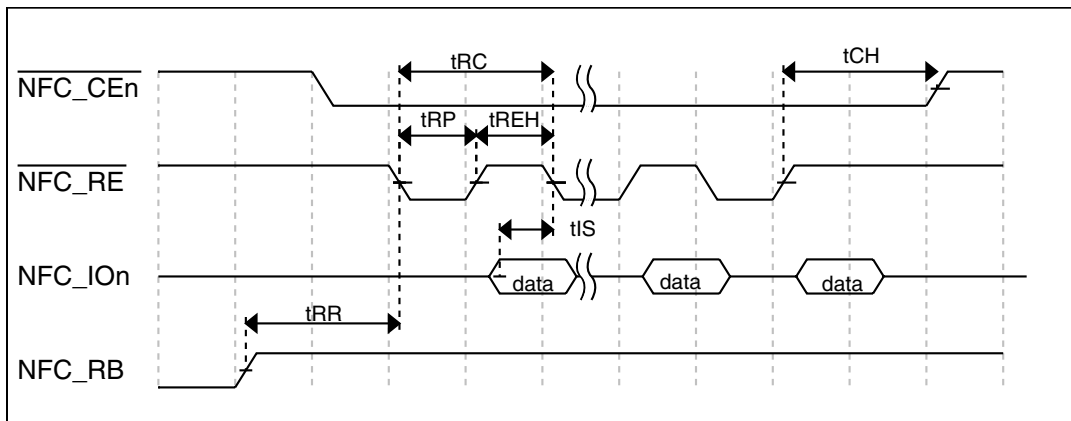 tRC
tCH
NFC_CEn
tRP
tREH
NFC_RE
tIS
NFC_IOn
data
data
data
tRR
NFC_RB